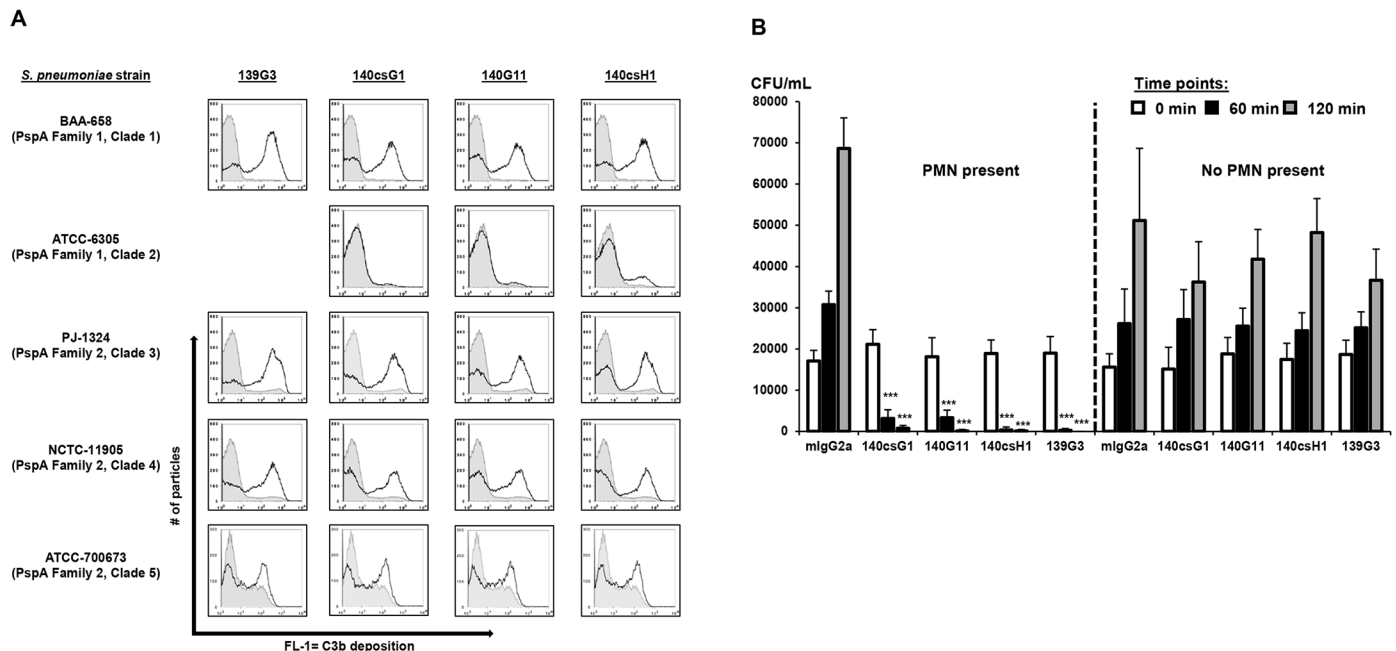 A
S. pneumoniae strain
139G3
140csG1
140G11
140csH1
BAA-658
(PspA Family 1, Clade 1)
ATCC-6305
(PspA Family 1, Clade 2)
PJ-1324
(PspA Family 2, Clade 3)
NCTC-11905
(PspA Family 2, Clade 4)
ATCC-700673
(PspA Family 2, Clade 5)
# of particles
FL-1= C3b deposition
B
CFU/mL
Time points:
0 min 60 min 120 min
PMN present
No PMN present
80000
70000
60000
50000
40000
30000
20000
10000
0
*** *** *** *** *** *** *** ***
mIgG2a 140csG1 140G11 140csH1 139G3 mIgG2a 140csG1 140G11 140csH1 139G3